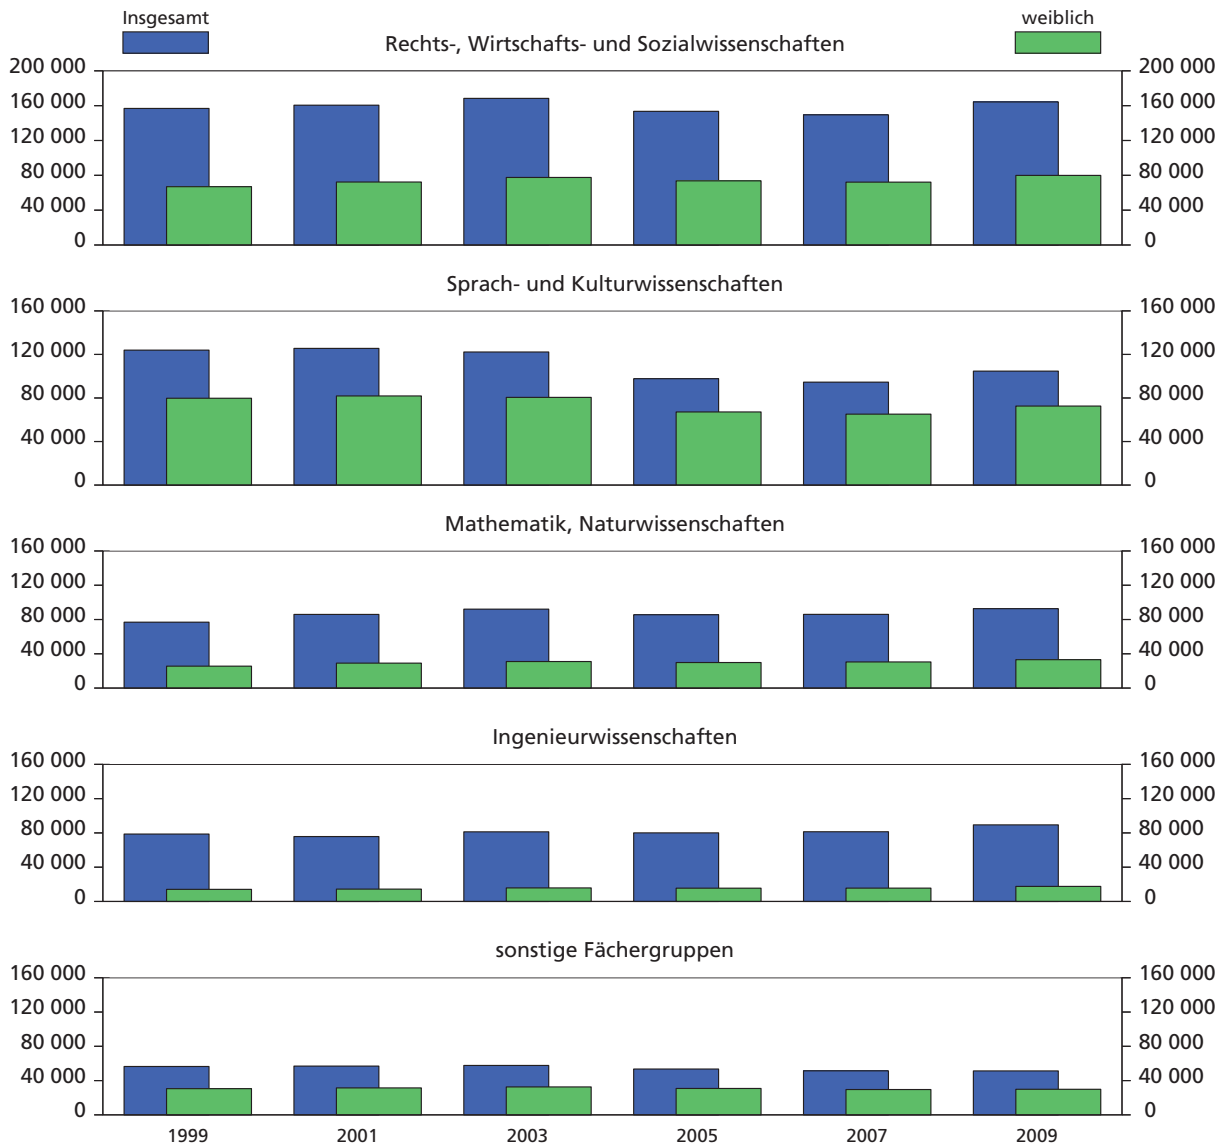 Insgesamt weiblich
Rechts-, Wirtschafts- und Sozialwissenschaften
200 000 200 000
160 000 160 000
120 000 120 000
80 000 80 000
40 000 40 000
0 0
Sprach- und Kulturwissenschaften
160 000 160 000
120 000 120 000
80 000 80 000
40 000 40 000
0 0
Mathematik, Naturwissenschaften
160 000 160 000
120 000 120 000
80 000 80 000
40 000 40 000
0 0
Ingenieurwissenschaften
160 000 160 000
120 000 120 000
80 000 80 000
40 000 40 000
0 0
sonstige Fächergruppen
160 000 160 000
120 000 120 000
80 000 80 000
40 000 40 000
0 0
1999 2001 2003 2005 2007 2009